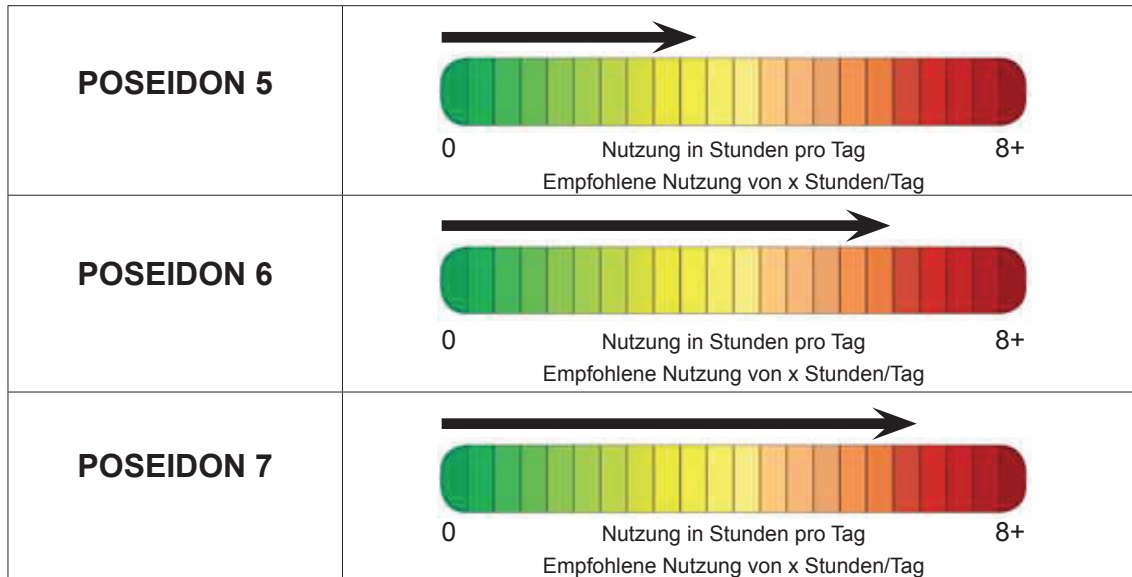 POSEIDON 5
0 Nutzung in Stunden pro Tag 8+
Empfohlene Nutzung von x Stunden/Tag
POSEIDON 6
0 Nutzung in Stunden pro Tag 8+
Empfohlene Nutzung von x Stunden/Tag
POSEIDON 7
0 Nutzung in Stunden pro Tag 8+
Empfohlene Nutzung von x Stunden/Tag